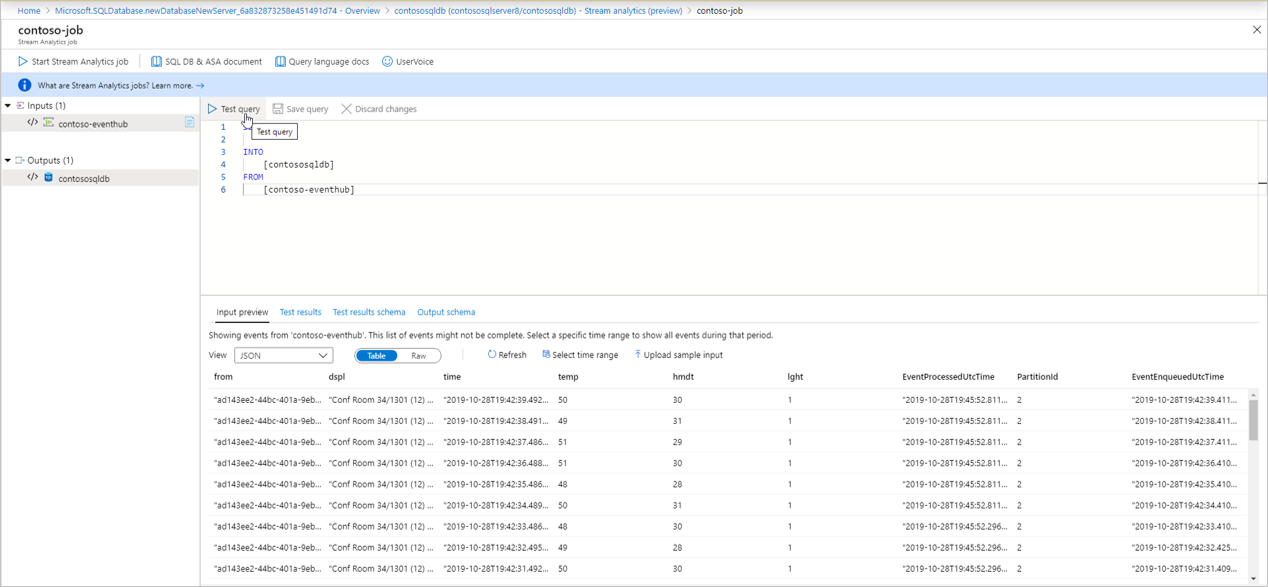 Home > Microsoft.SQLDatabase.newDatabaseNewServer_6a832873258e451491d74 - Overview > contososqldb (contososqlserver8/contososqldb) - Stream analytics (preview) > contoso-job
contoso-job
Stream Analytics job
Start Stream Analytics job SQL DB & ASA document Query language docs UserVoice
What are Stream Analytics jobs? Learn more. →
Inputs (1)
</> contoso-eventhub
Outputs (1)
</> contososqldb
Test query Save query Discard changes
Test query
1
2
3 INTO
4 [contososqldb]
5 FROM
6 [contoso-eventhub]
Input preview Test results Test results schema Output schema
Showing events from 'contoso-eventhub'. This list of events might not be complete. Select a specific time range to show all events during that period.
View JSON Table Raw Refresh Select time range Upload sample input
from dspl time temp hmdt lght EventProcessedUtcTime PartitionId EventEnqueuedUtcTime
"ad143ee2-44bc-401a-9eb... "Conf Room 34/1301 (12) ... "2019-10-28T19:42:39.492... 50 30 1 "2019-10-28T19:45:52.811... 2 "2019-10-28T19:42:39.411...
"ad143ee2-44bc-401a-9eb... "Conf Room 34/1301 (12) ... "2019-10-28T19:42:38.491... 49 31 1 "2019-10-28T19:45:52.811... 2 "2019-10-28T19:42:38.411...
"ad143ee2-44bc-401a-9eb... "Conf Room 34/1301 (12) ... "2019-10-28T19:42:37.486... 51 29 1 "2019-10-28T19:45:52.811... 2 "2019-10-28T19:42:37.411...
"ad143ee2-44bc-401a-9eb... "Conf Room 34/1301 (12) ... "2019-10-28T19:42:36.488... 51 30 1 "2019-10-28T19:45:52.811... 2 "2019-10-28T19:42:36.410...
"ad143ee2-44bc-401a-9eb... "Conf Room 34/1301 (12) ... "2019-10-28T19:42:35.486... 48 28 1 "2019-10-28T19:45:52.811... 2 "2019-10-28T19:42:35.410...
"ad143ee2-44bc-401a-9eb... "Conf Room 34/1301 (12) ... "2019-10-28T19:42:34.489... 50 31 1 "2019-10-28T19:45:52.811... 2 "2019-10-28T19:42:34.410...
"ad143ee2-44bc-401a-9eb... "Conf Room 34/1301 (12) ... "2019-10-28T19:42:33.486... 48 30 1 "2019-10-28T19:45:52.296... 2 "2019-10-28T19:42:33.410...
"ad143ee2-44bc-401a-9eb... "Conf Room 34/1301 (12) ... "2019-10-28T19:42:32.495... 49 28 1 "2019-10-28T19:45:52.296... 2 "2019-10-28T19:42:32.425...
"ad143ee2-44bc-401a-9eb... "Conf Room 34/1301 (12) ... "2019-10-28T19:42:31.492... 50 30 1 "2019-10-28T19:45:52.296... 2 "2019-10-28T19:42:31.409...